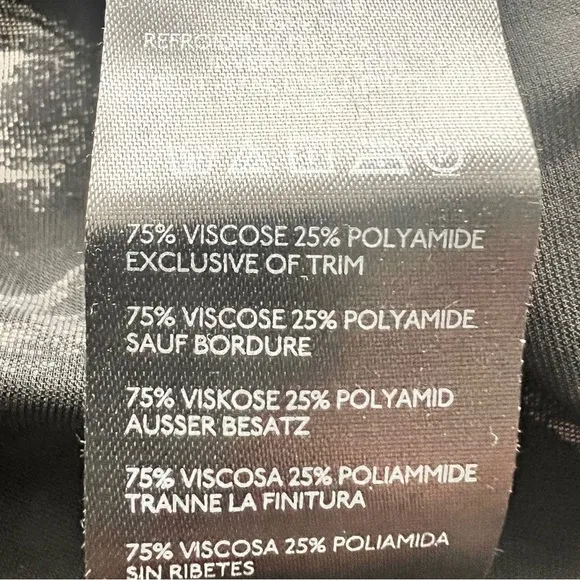 75% VISCOSE 25% POLYAMIDE
EXCLUSIVE OF TRIM
75% VISCOSE 25% POLYAMIDE
SAUF BORDURE
75% VISKOSE 25% POLYAMID
AUSSER BESATZ
75% VISCOSA 25% POLIAMMIDE
TRANNE LA FINITURA
75% VISCOSA 25% POLIAMIDA
SIN RIBETES